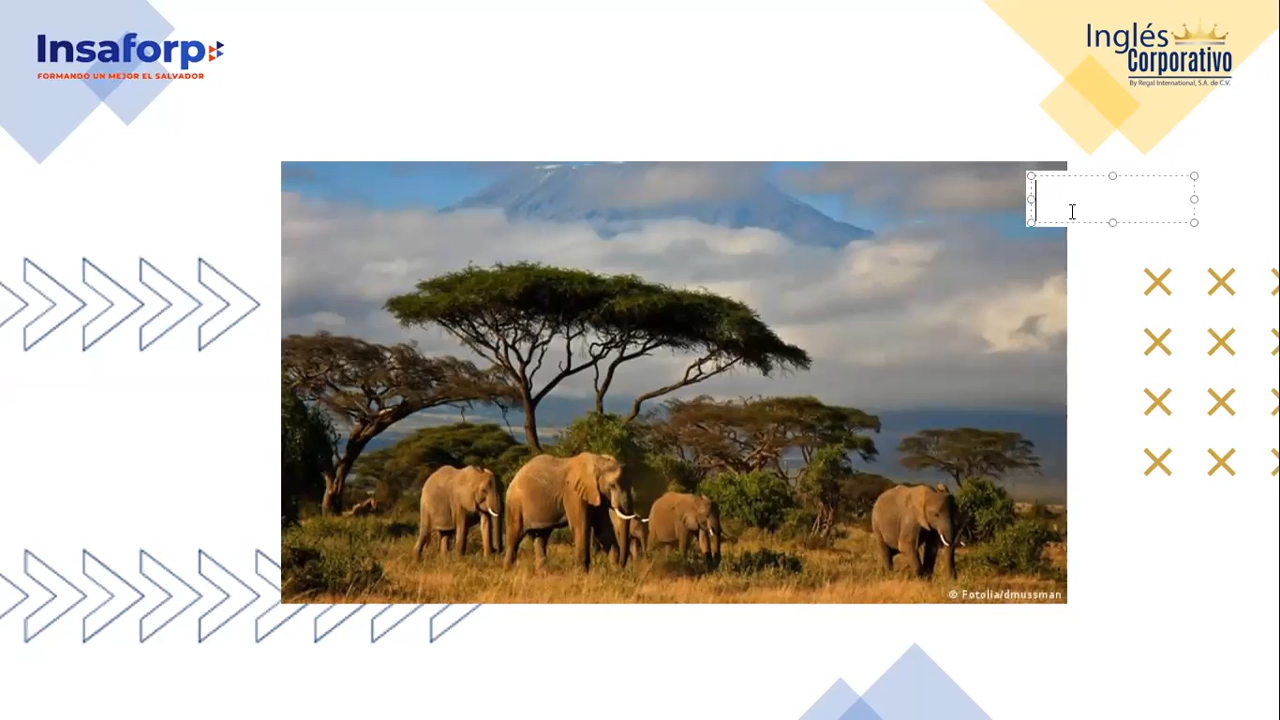 Insaforp
FORMANDO UN MEJOR EL SALVADOR
Inglés
Corporativo
By Regal International, S.A. de C.V.
© Fotolia/dmussman